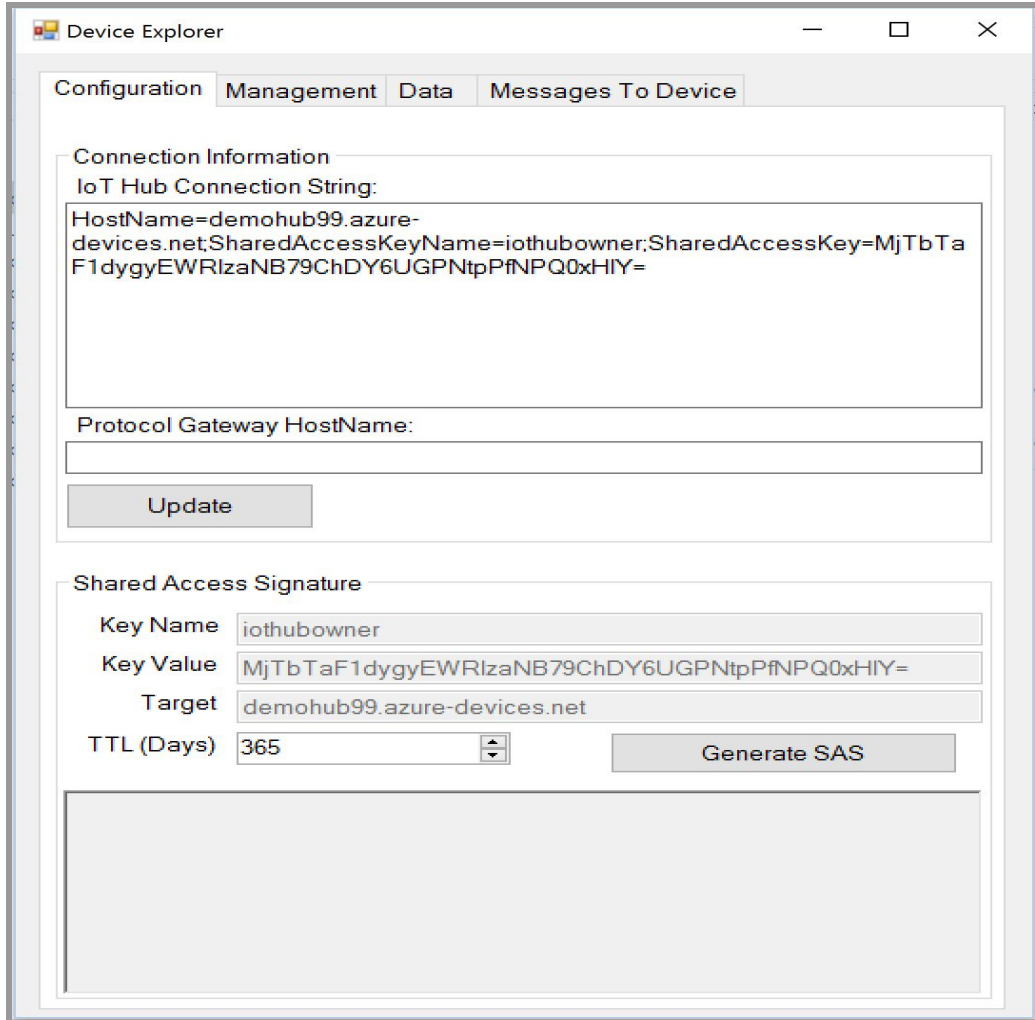 Device Explorer
Configuration Management Data Messages To Device
Connection Information
IoT Hub Connection String:
HostName=demohub99.azure-
devices.net;SharedAccessKeyName=iothubowner;SharedAccessKey=MjTbTa
F1dygyEWRlzaNB79ChDY6UGPNtpPfNPQ0xHlY=
Protocol Gateway HostName:
Update
Shared Access Signature
Key Name iothubowner
Key Value MjTbTaF1dygyEWRlzaNB79ChDY6UGPNtpPfNPQ0xHlY=
Target demohub99.azure-devices.net
TTL (Days) 365 Generate SAS